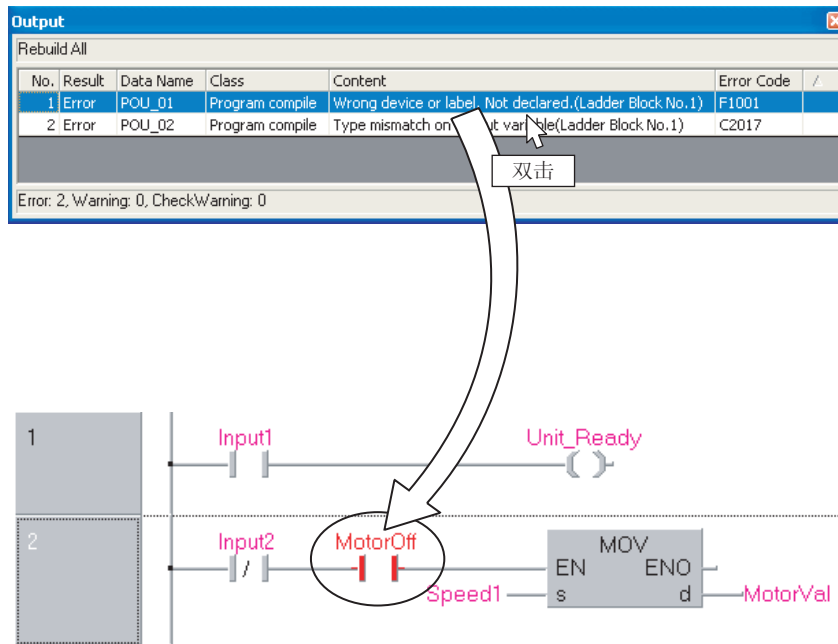 Output
Rebuild All
No. Result Data Name Class Content Error Code
1 Error POU_01 Program compile Wrong device or label. Not declared.(Ladder Block No.1) F1001
2 Error POU_02 Program compile Type mismatch on ut variable(Ladder Block No.1) C2017
双击
Error: 2, Warning: 0, CheckWarning: 0
1 Input1 Unit_Ready
2 Input2 MotorOff MOV
EN ENO
Speed1 s d MotorVal